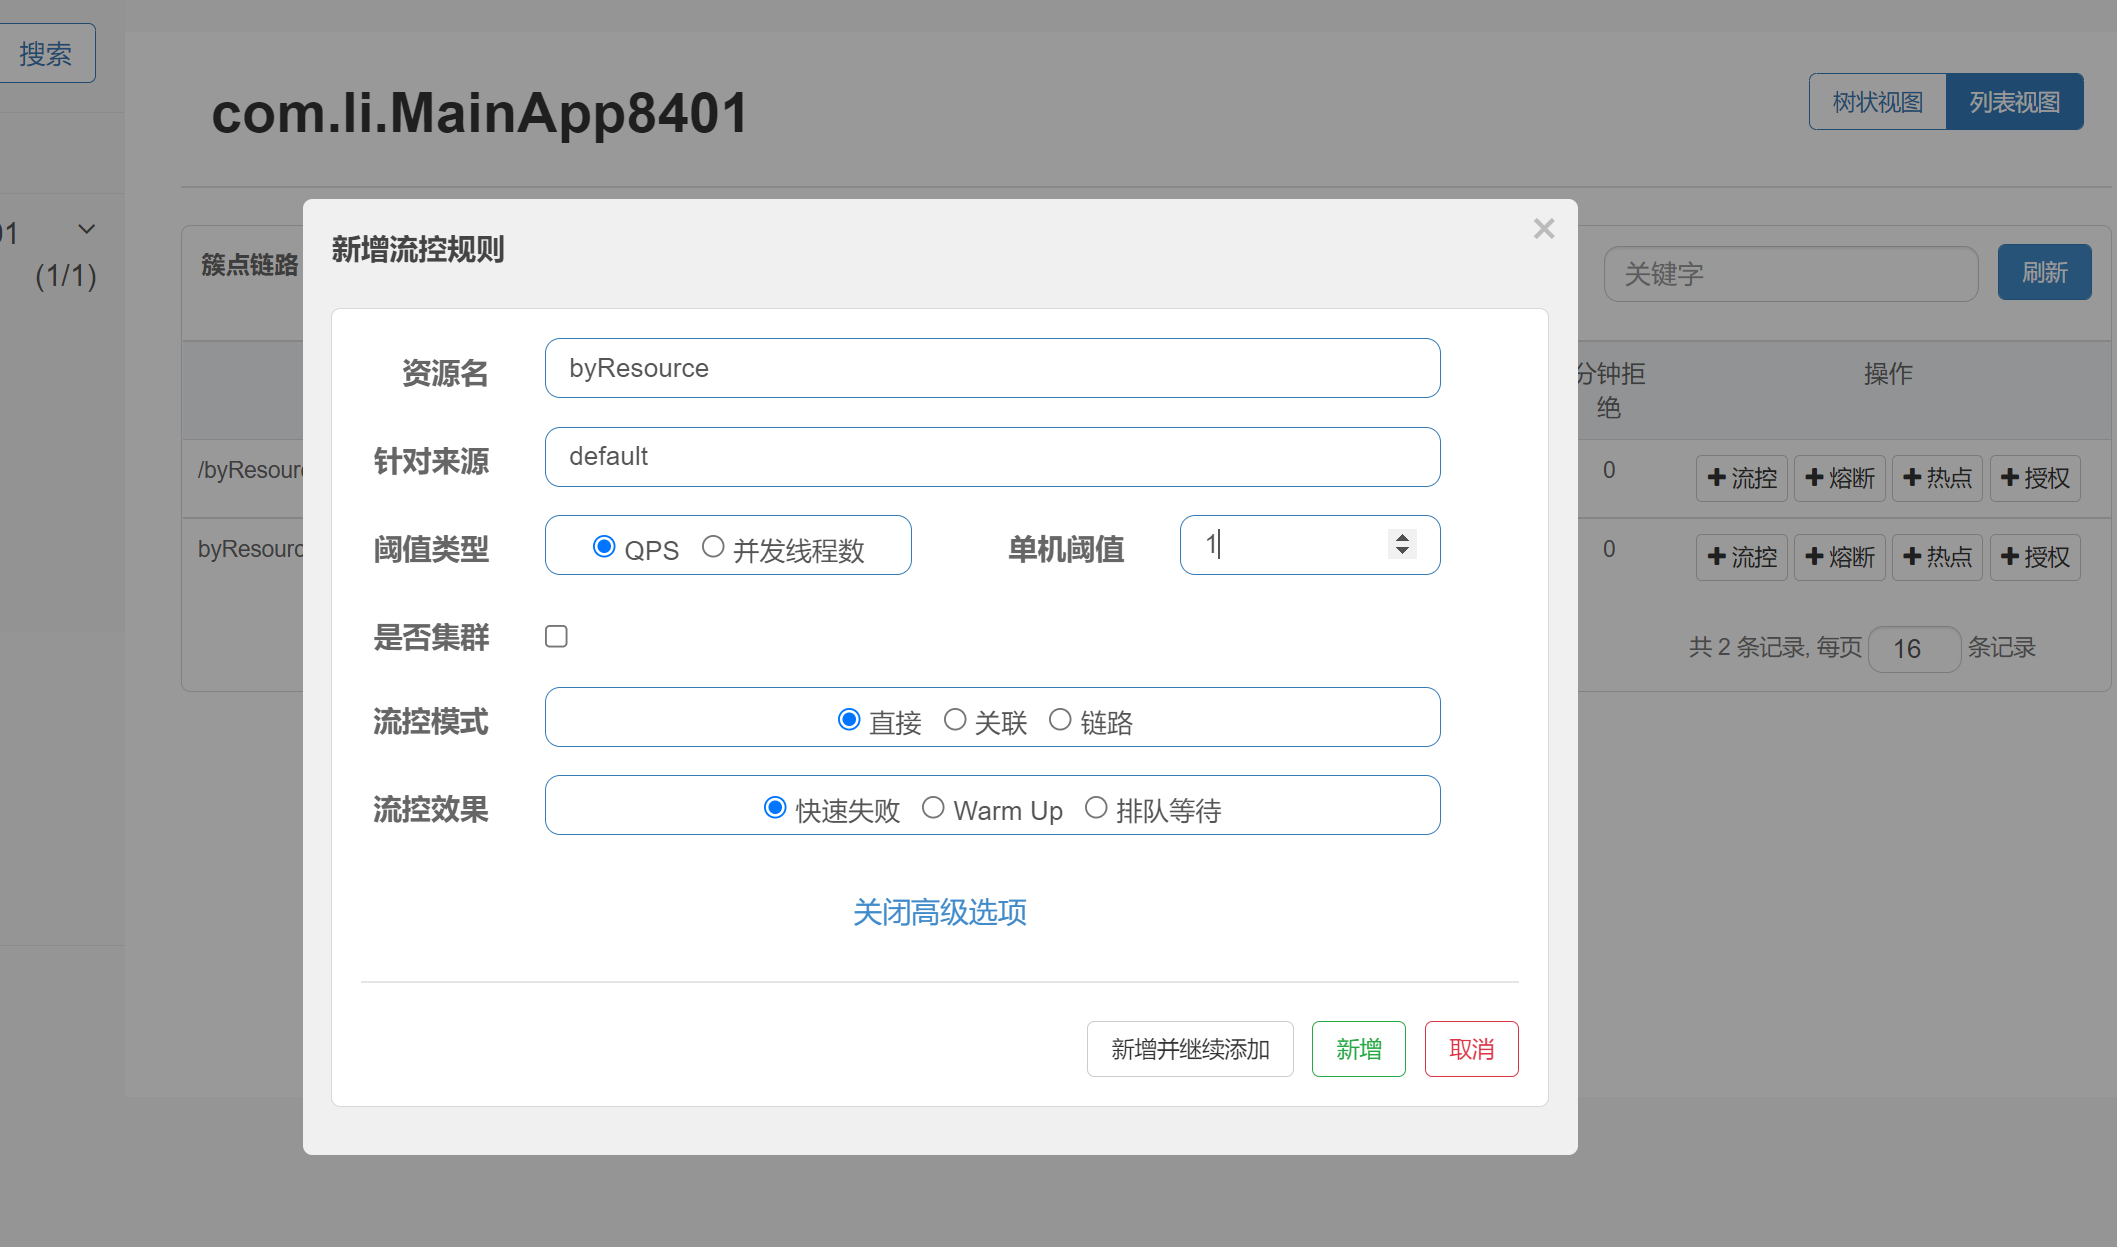 搜索
com.li.MainApp8401
树状视图 列表视图
01
(1/1)
簇点链路
关键字
刷新
分钟拒绝
操作
/byResour
0
流控 熔断 热点 授权
byResourc
0
流控 熔断 热点 授权
共 2 条记录, 每页 16 条记录
新增流控规则
×
资源名 byResource
针对来源 default
阈值类型 QPS 并发线程数 单机阈值 1
是否集群
流控模式 直接 关联 链路
流控效果 快速失败 Warm Up 排队等待
关闭高级选项
新增并继续添加 新增 取消